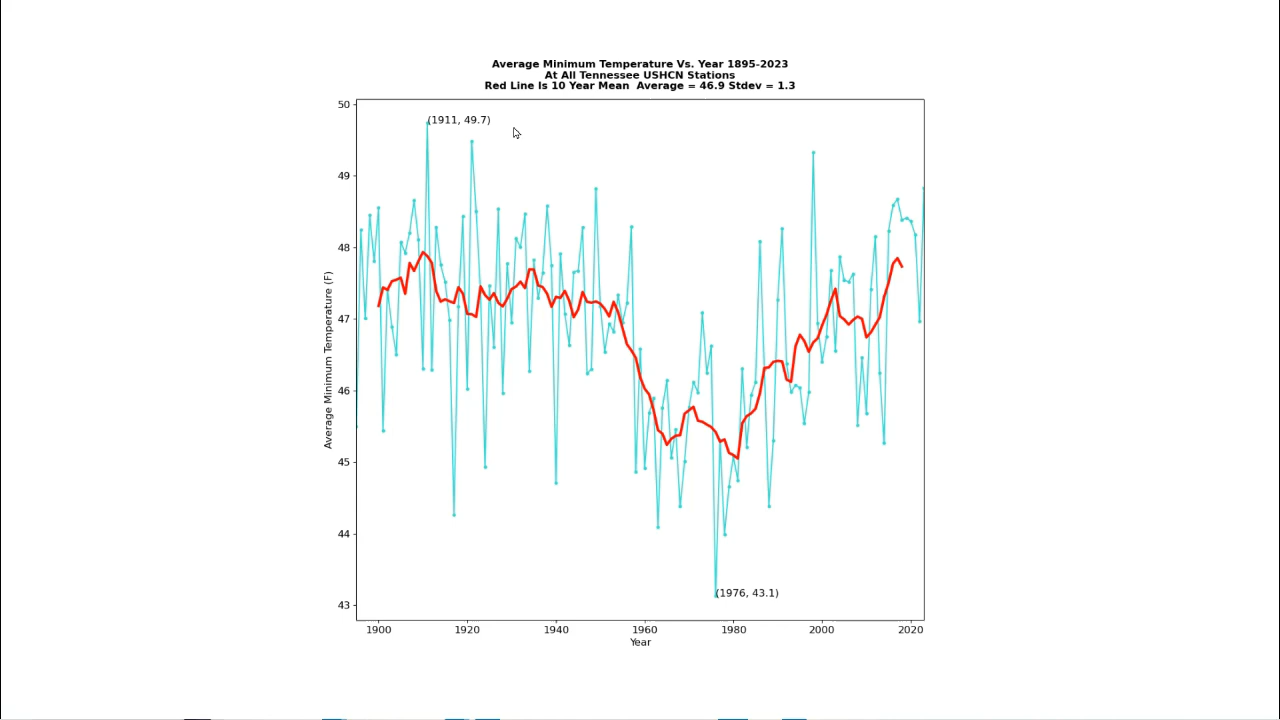 Average Minimum Temperature Vs. Year 1895-2023
At All Tennessee USHCN Stations
Red Line Is 10 Year Mean  Average = 46.9 Stdev = 1.3
50
(1911, 49.7)
49
48
47
Average Minimum Temperature (F)
46
45
44
(1976, 43.1)
43
1900 1920 1940 1960 1980 2000 2020
Year